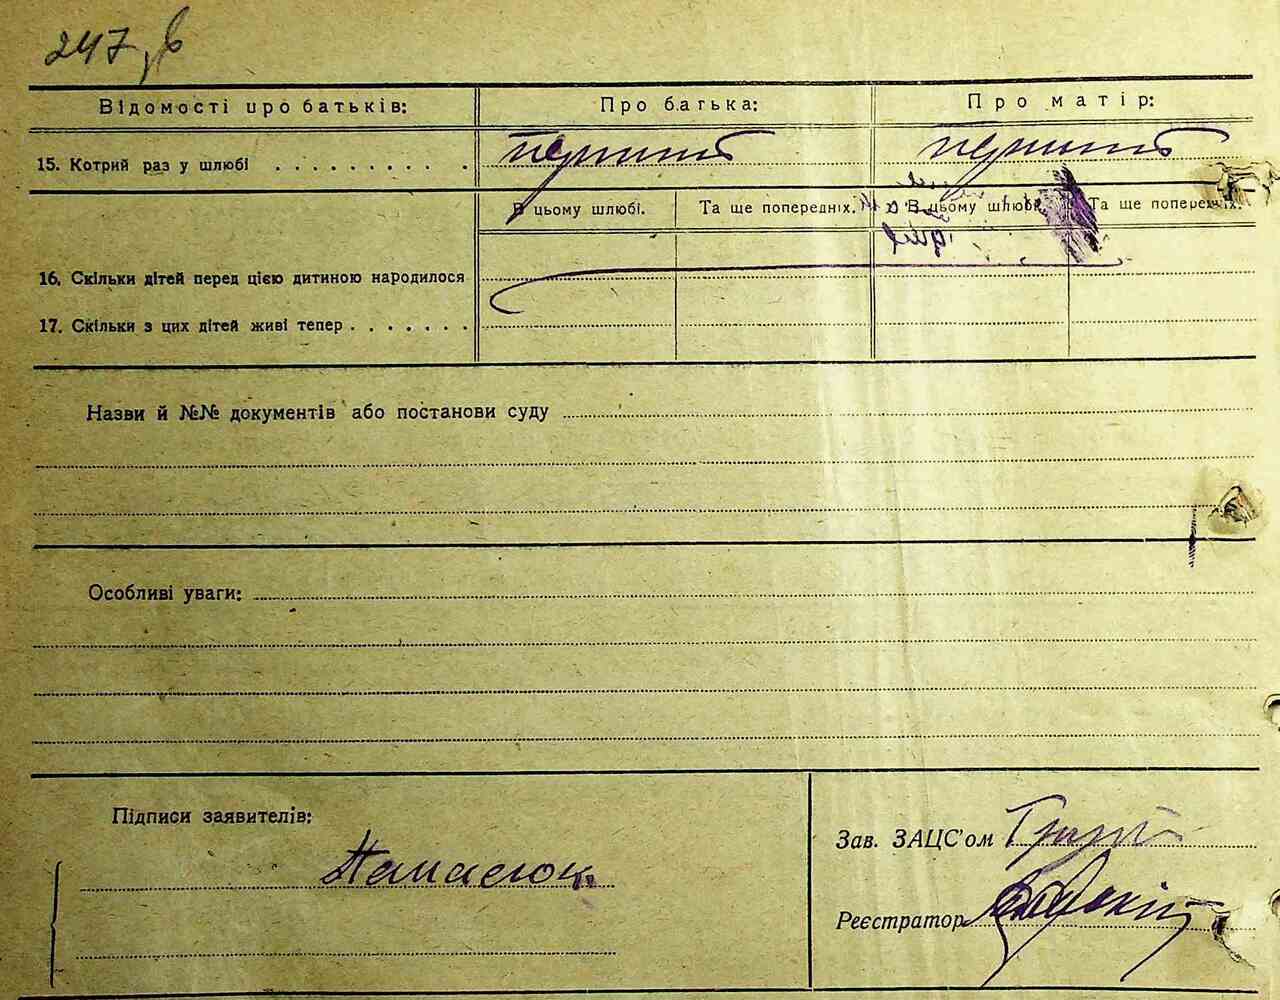 247
Відомості про батьків: Про батька: Про матір:
15. Котрий раз у шлюбі . . . . . . . . . . перший перший
В цьому шлюбі. Та ще попередніх. В цьому шлюбі. Та ще попередніх.
16. Скільки дітей перед цією дитиною народилося
17. Скільки з цих дітей живі тепер . . . . . . .
Назви й №№ документів або постанови суду
Особливі уваги:
Підписи заявителів:
Зав. ЗАЦС'ом
Панасюк
Реєстратор